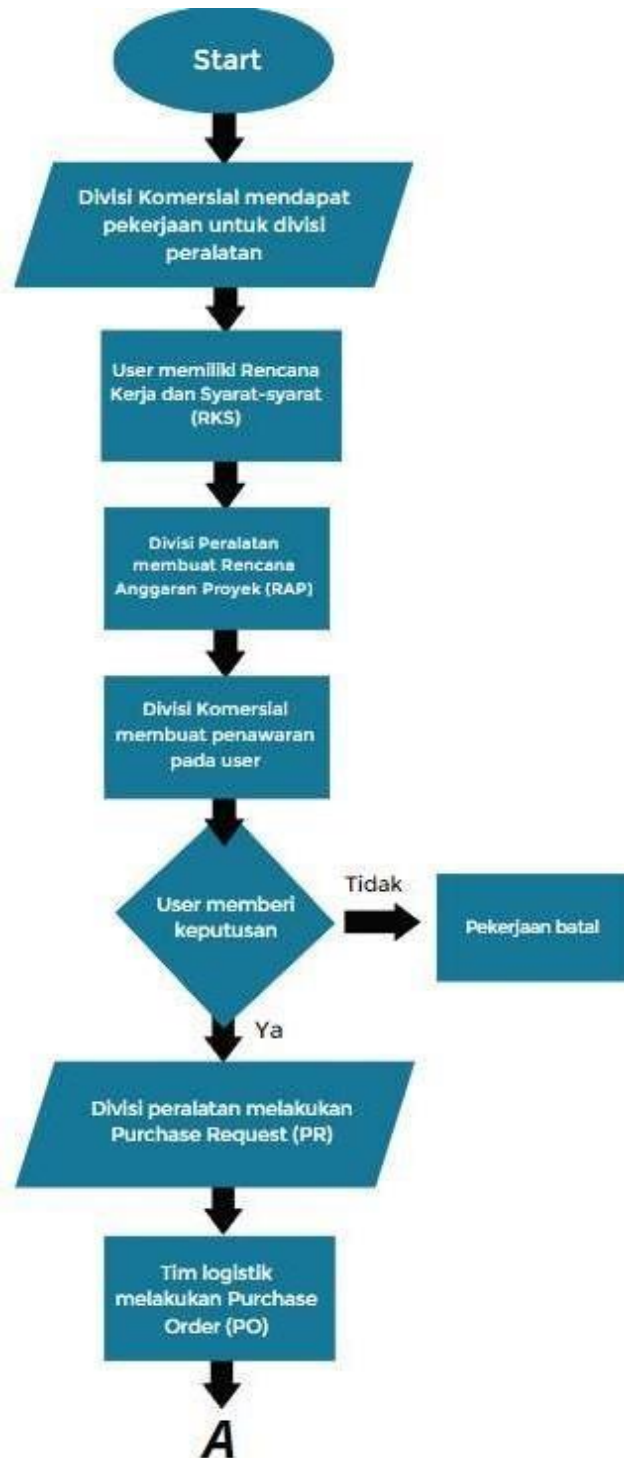 Start
Divisi Komersial mendapat
pekerjaan untuk divisi
peralatan
User memiliki Rencana
Kerja dan Syarat-syarat
(RKS)
Divisi Peralatan
membuat Rencana
Anggaran Proyek (RAP)
Divisi Komersial
membuat penawaran
pada user
User memberi
keputusan
Tidak
Pekerjaan batal
Ya
Divisi peralatan melakukan
Purchase Request (PR)
Tim logistik
melakukan Purchase
Order (PO)
A